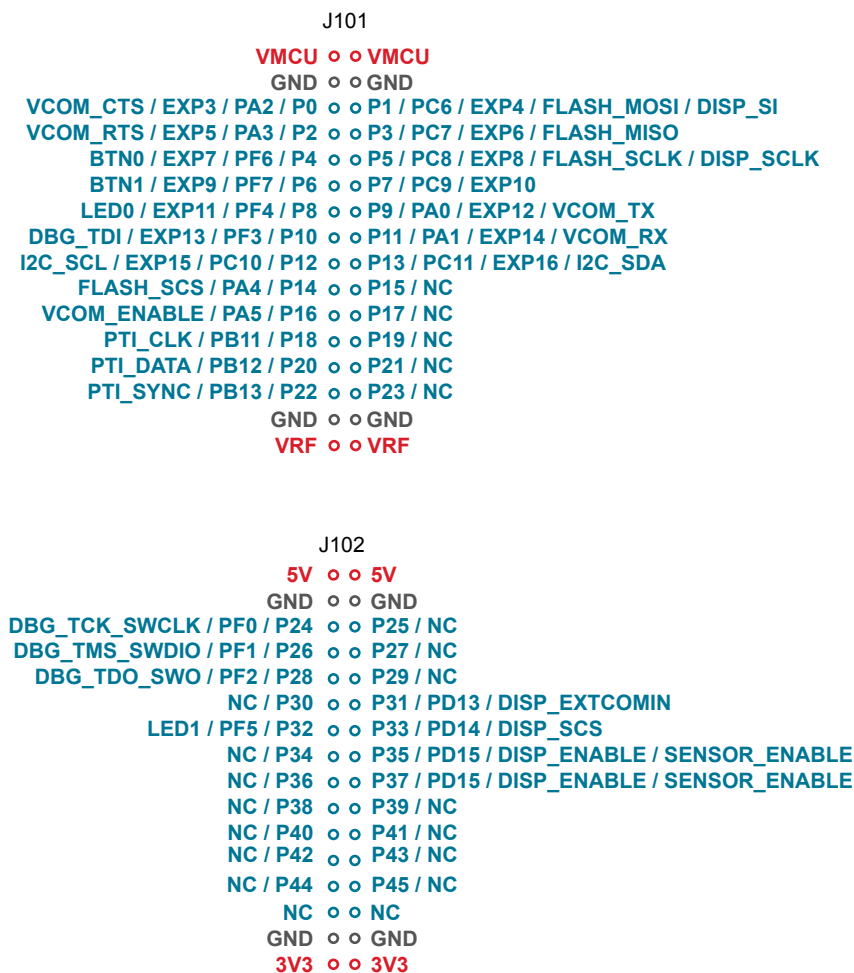 J101
VMCU VMCU
GND GND
VCOM_CTS / EXP3 / PA2 / P0 P1 / PC6 / EXP4 / FLASH_MOSI / DISP_SI
VCOM_RTS / EXP5 / PA3 / P2 P3 / PC7 / EXP6 / FLASH_MISO
BTN0 / EXP7 / PF6 / P4 P5 / PC8 / EXP8 / FLASH_SCLK / DISP_SCLK
BTN1 / EXP9 / PF7 / P6 P7 / PC9 / EXP10
LED0 / EXP11 / PF4 / P8 P9 / PA0 / EXP12 / VCOM_TX
DBG_TDI / EXP13 / PF3 / P10 P11 / PA1 / EXP14 / VCOM_RX
I2C_SCL / EXP15 / PC10 / P12 P13 / PC11 / EXP16 / I2C_SDA
FLASH_SCS / PA4 / P14 P15 / NC
VCOM_ENABLE / PA5 / P16 P17 / NC
PTI_CLK / PB11 / P18 P19 / NC
PTI_DATA / PB12 / P20 P21 / NC
PTI_SYNC / PB13 / P22 P23 / NC
GND GND
VRF VRF
J102
5V 5V
GND GND
DBG_TCK_SWCLK / PF0 / P24 P25 / NC
DBG_TMS_SWDIO / PF1 / P26 P27 / NC
DBG_TDO_SWO / PF2 / P28 P29 / NC
NC / P30 P31 / PD13 / DISP_EXTCOMIN
LED1 / PF5 / P32 P33 / PD14 / DISP_SCS
NC / P34 P35 / PD15 / DISP_ENABLE / SENSOR_ENABLE
NC / P36 P37 / PD15 / DISP_ENABLE / SENSOR_ENABLE
NC / P38 P39 / NC
NC / P40 P41 / NC
NC / P42 P43 / NC
NC / P44 P45 / NC
NC NC
GND GND
3V3 3V3